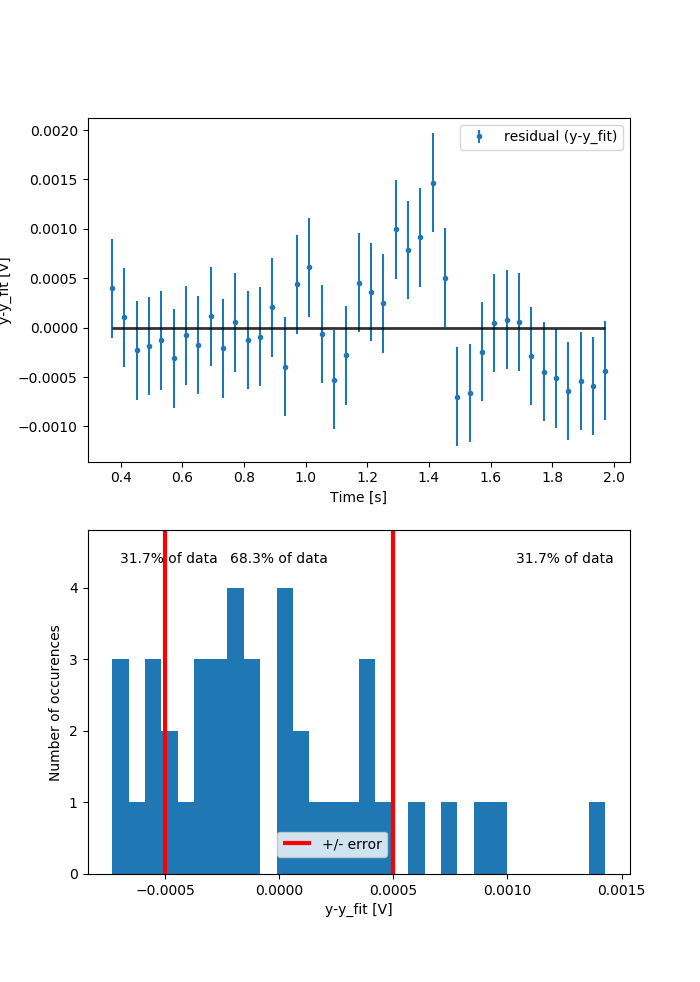 residual (y-y_fit)
0.0020
0.0015
0.0010
0.0005
0.0000
−0.0005
−0.0010
y-y_fit [V]
0.4 0.6 0.8 1.0 1.2 1.4 1.6 1.8 2.0
Time [s]
31.7% of data 68.3% of data 31.7% of data
4
3
2
1
0
Number of occurences
+/- error
−0.0005 0.0000 0.0005 0.0010 0.0015
y-y_fit [V]